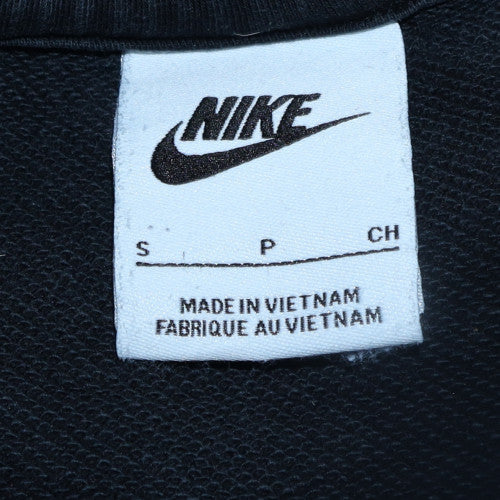 NIKE
S P CH
MADE IN VIETNAM
FABRIQUE AU VIETNAM